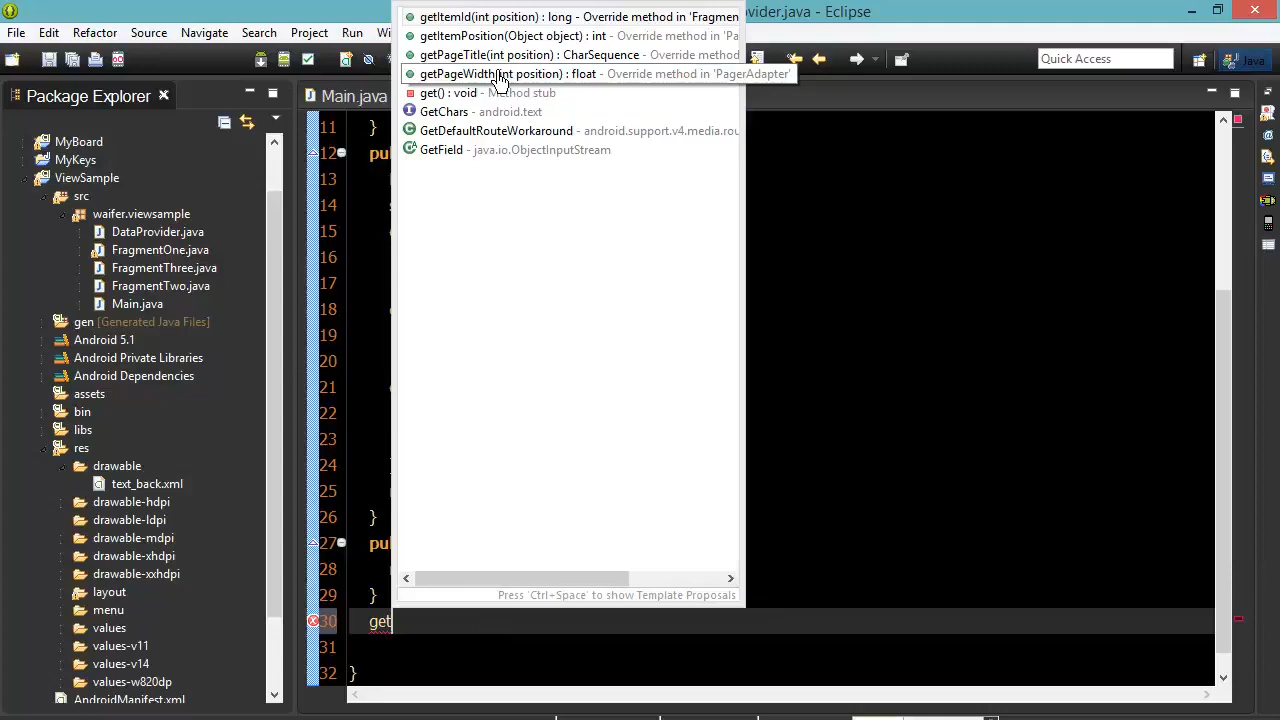 getItemId(int position) : long - Override method in 'Fragmen
provider.java - Eclipse
getItemPosition(Object object) : int - Override method in 'Pa
File Edit Refactor Source Navigate Search Project Run Wi
getPageTitle(int position) : CharSequence - Override method
Quick Access
Java
getPageWidth(int position) : float - Override method in 'PagerAdapter'
Package Explorer
Main.java
get() : void - Method stub
GetChars - android.text
GetDefaultRouteWorkaround - android.support.v4.media.rou
GetField - java.io.ObjectInputStream
MyBoard
MyKeys
ViewSample
src
waifer.viewsample
DataProvider.java
FragmentOne.java
FragmentThree.java
FragmentTwo.java
Main.java
gen [Generated Java Files]
Android 5.1
Android Private Libraries
Android Dependencies
assets
bin
libs
res
drawable
text_back.xml
drawable-hdpi
drawable-ldpi
drawable-mdpi
drawable-xhdpi
drawable-xxhdpi
layout
menu
values
values-v11
values-v14
values-w820dp
AndroidManifest.xml
11 }
12 pu
13
14
15
16
17
18
19
20
21
22
23
24
25
26 }
27 pu
28
29 }
30 get
31
32 }
Press 'Ctrl+Space' to show Template Proposals